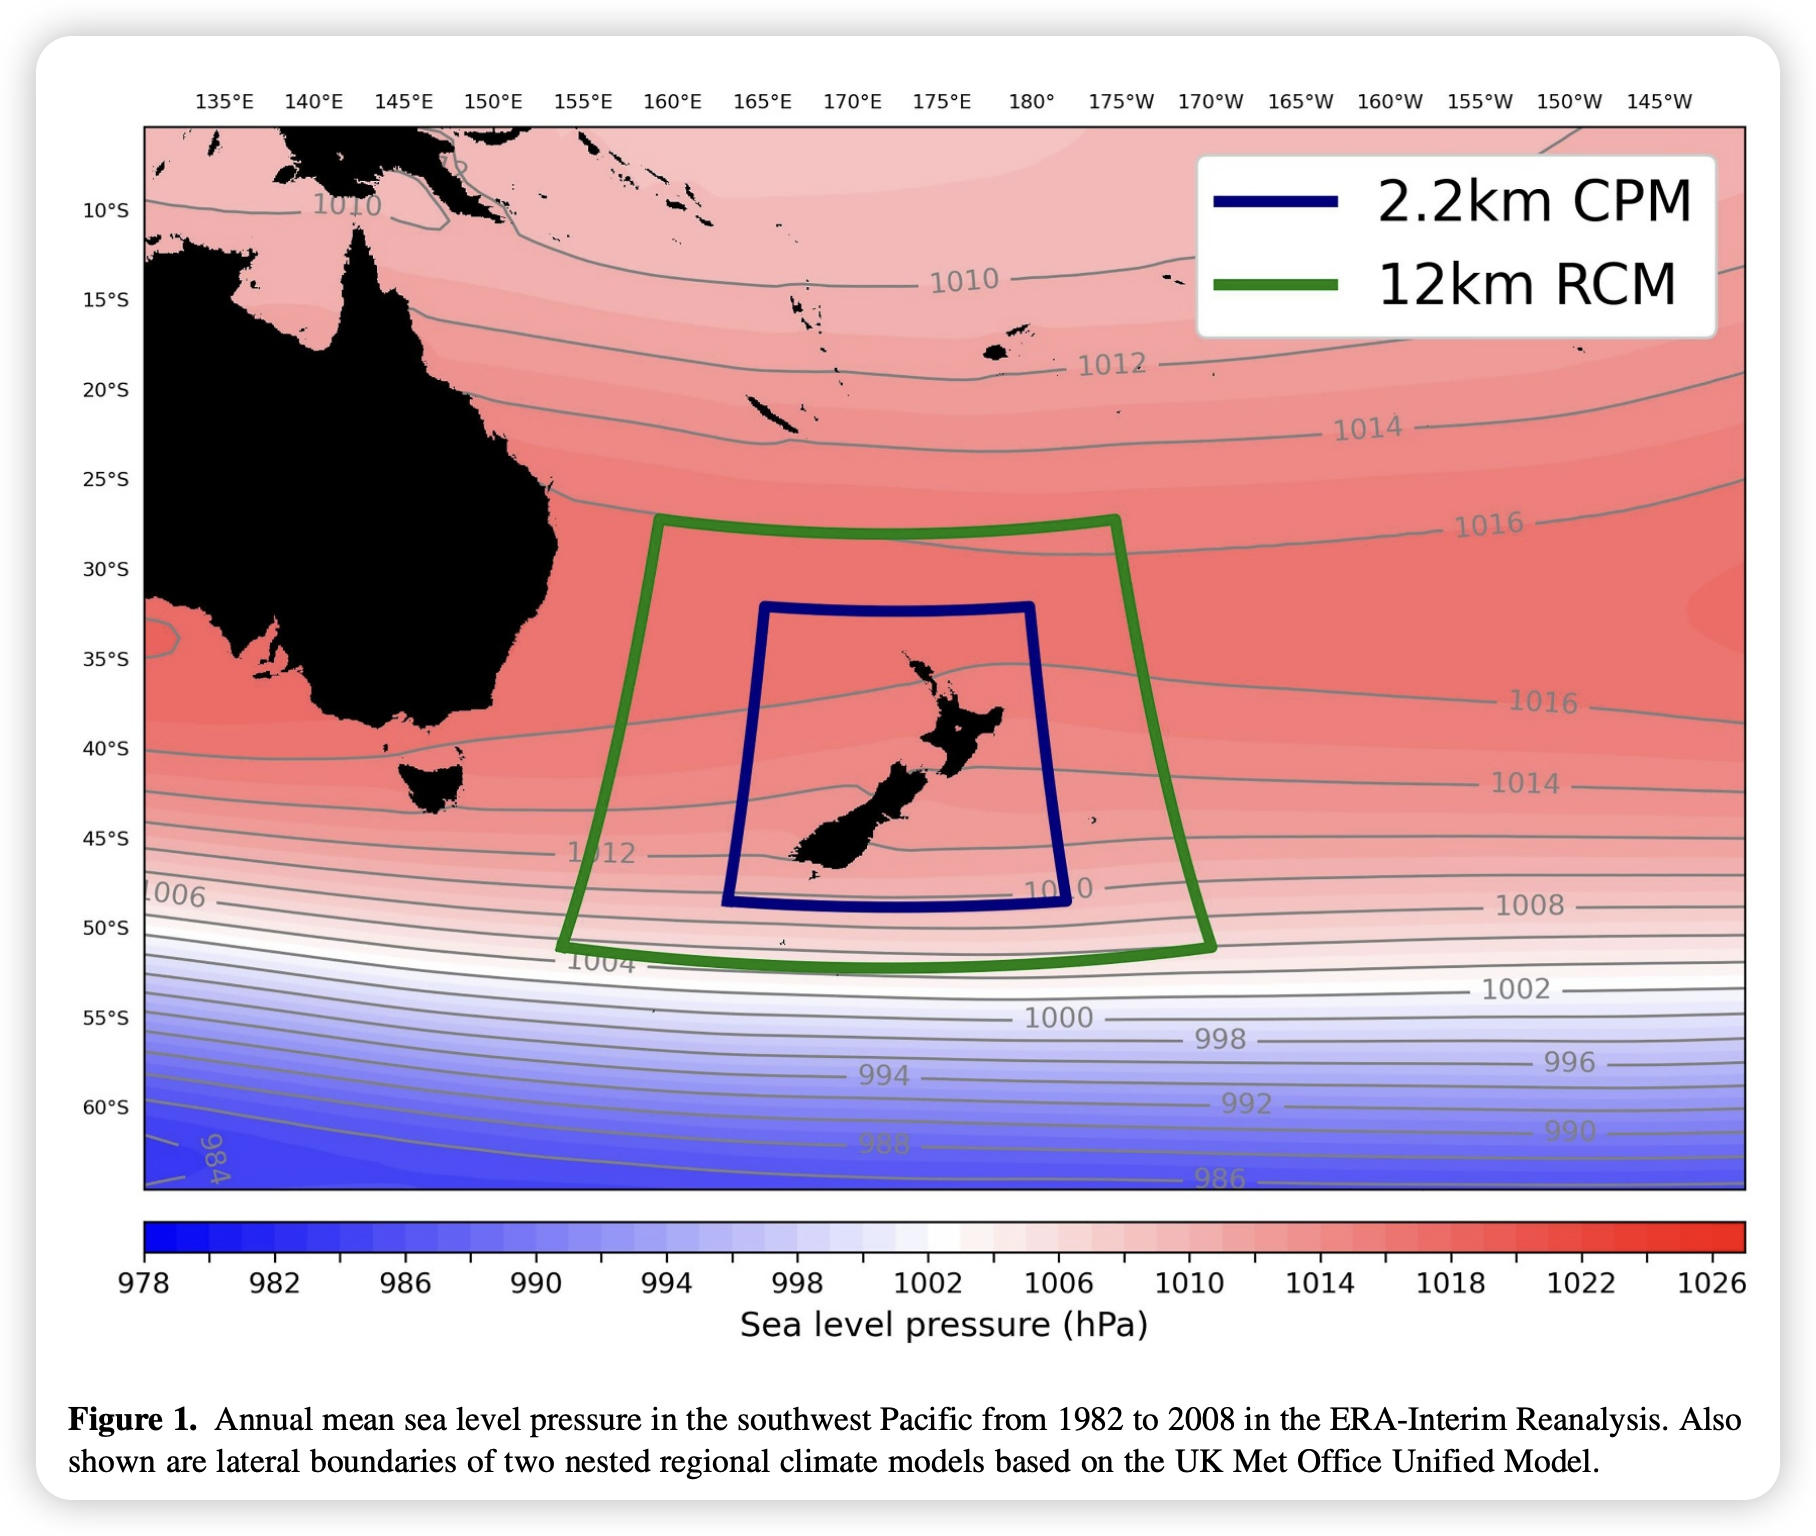 135°E 140°E 145°E 150°E 155°E 160°E 165°E 170°E 175°E 180° 175°W 170°W 165°W 160°W 155°W 150°W 145°W
2.2km CPM
12km RCM
10°S
15°S
20°S
25°S
30°S
35°S
40°S
45°S
50°S
55°S
60°S
1010
1010
1012
1014
1016
1016
1014
1012
1010
1006
1008
1004
1002
1000
998
996
994
992
990
988
984
986
978 982 986 990 994 998 1002 1006 1010 1014 1018 1022 1026
Sea level pressure (hPa)
Figure 1. Annual mean sea level pressure in the southwest Pacific from 1982 to 2008 in the ERA-Interim Reanalysis. Also
shown are lateral boundaries of two nested regional climate models based on the UK Met Office Unified Model.